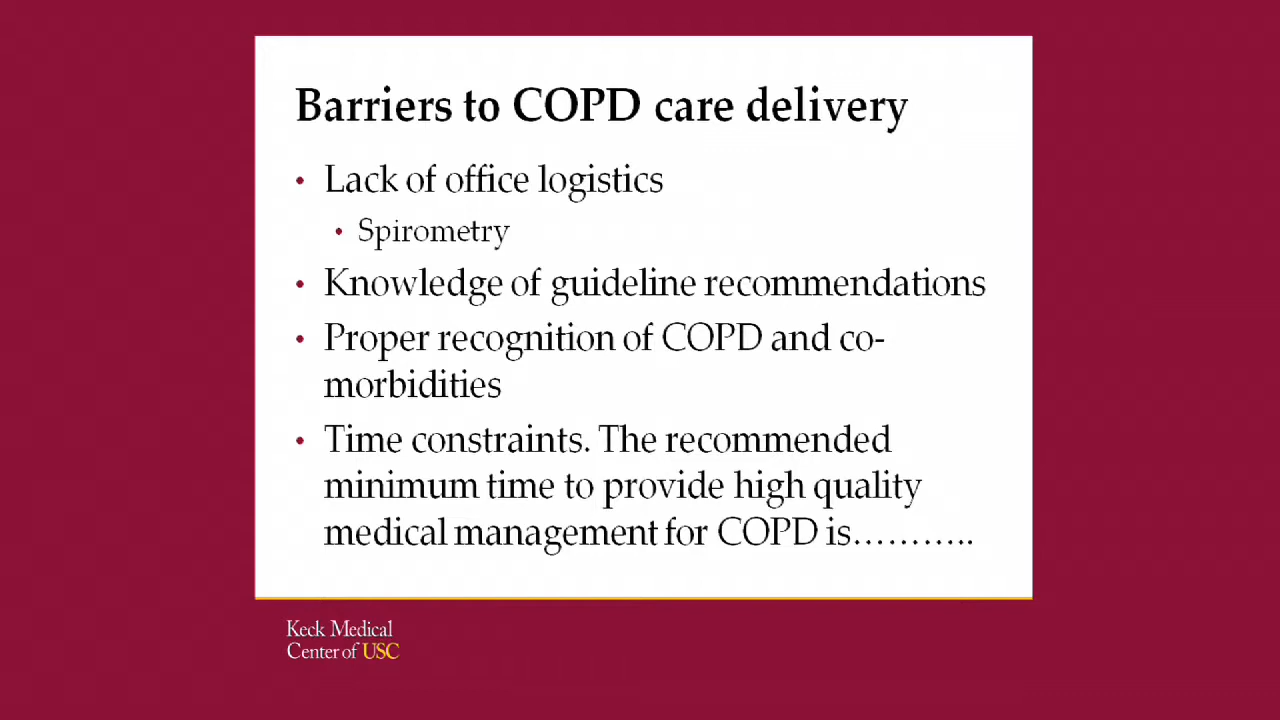 Barriers to COPD care delivery
• Lack of office logistics
• Spirometry
• Knowledge of guideline recommendations
• Proper recognition of COPD and co-
morbidities
• Time constraints. The recommended
minimum time to provide high quality
medical management for COPD is………..
Keck Medical
Center of USC